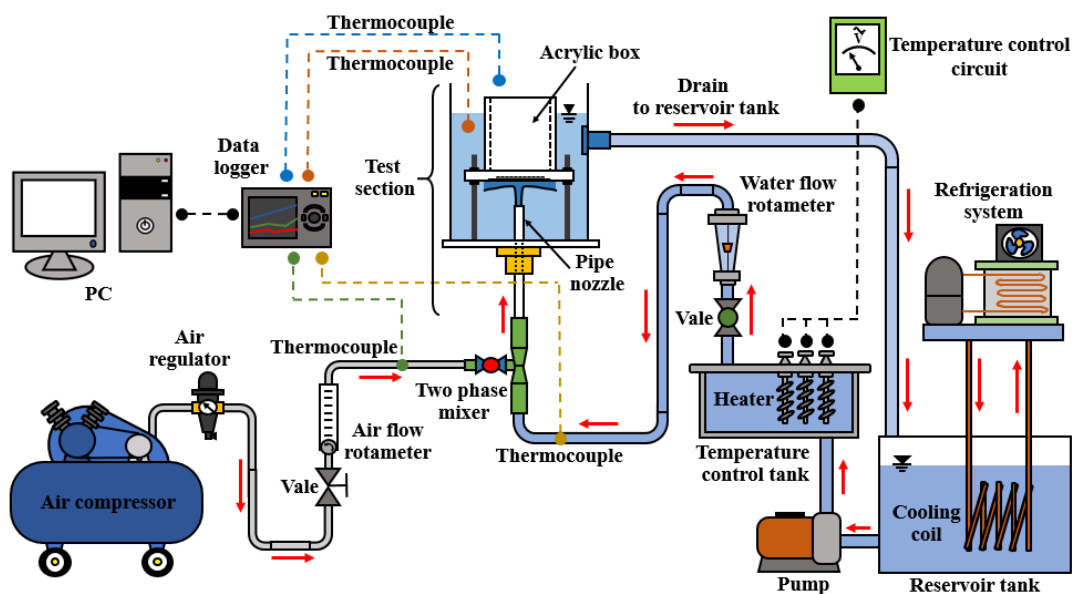 Thermocouple
Thermocouple
Acrylic box
Drain
to reservoir tank
Temperature control
circuit
Data
logger
Test
section
Water flow
rotameter
Refrigeration
system
PC
Pipe
nozzle
Vale
Air
regulator
Thermocouple
Two phase
mixer
Heater
Air flow
rotameter
Thermocouple
Temperature
control tank
Air compressor
Vale
Cooling
coil
Pump
Reservoir tank